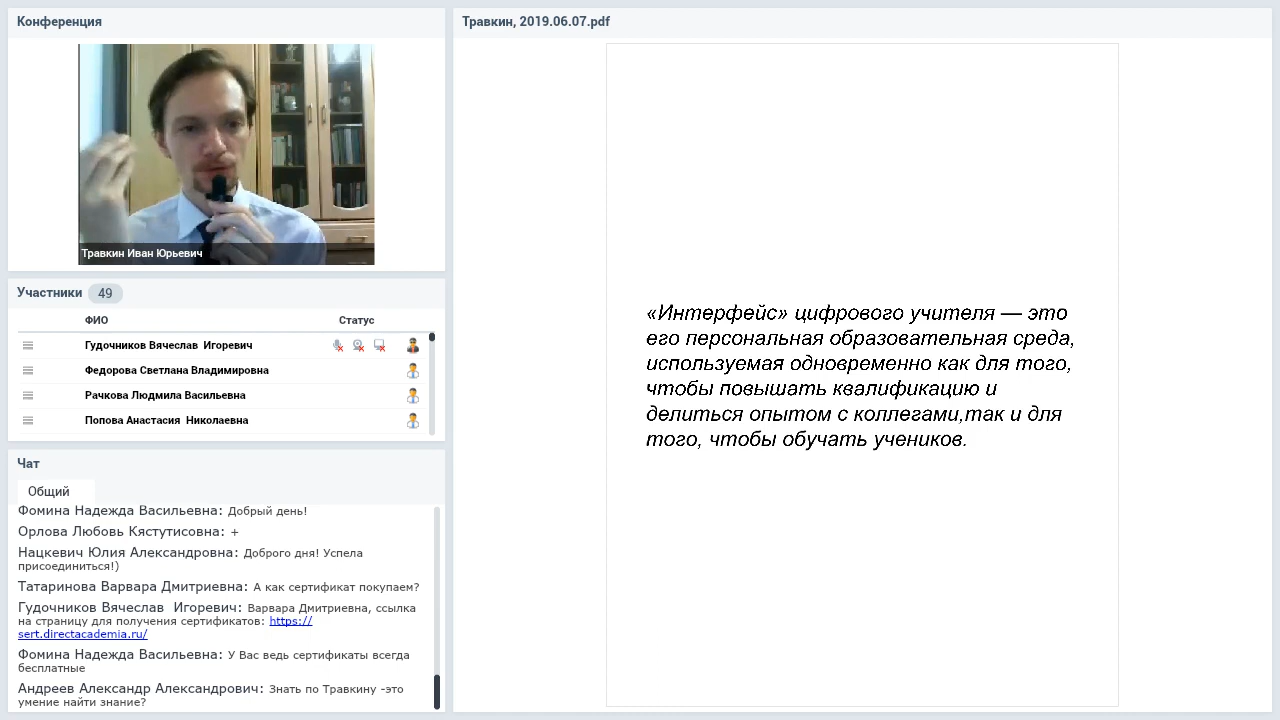 Конференция
Травкин Иван Юрьевич
Участники 49
ФИО Статус
Гудочников Вячеслав Игоревич
Федорова Светлана Владимировна
Рачкова Людмила Васильевна
Попова Анастасия Николаевна
Чат
Общий
Фомина Надежда Васильевна: Добрый день!
Орлова Любовь Кястутисовна: +
Нацкевич Юлия Александровна: Доброго дня! Успела
присоединиться!)
Татаринова Варвара Дмитриевна: А как сертификат покупаем?
Гудочников Вячеслав Игоревич: Варвара Дмитриевна, ссылка
на страницу для получения сертификатов: https://
sert.directacademia.ru/
Фомина Надежда Васильевна: У Вас ведь сертификаты всегда
бесплатные
Андреев Александр Александрович: Знать по Травкину -это
умение найти знание?
Травкин, 2019.06.07.pdf
«Интерфейс» цифрового учителя — это
его персональная образовательная среда,
используемая одновременно как для того,
чтобы повышать квалификацию и
делиться опытом с коллегами,так и для
того, чтобы обучать учеников.